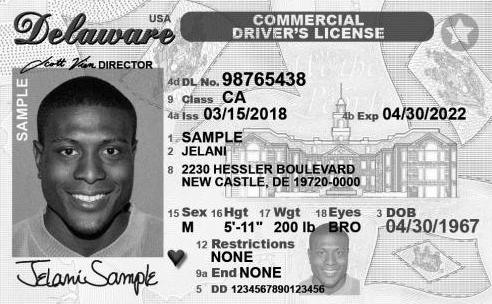 Delaware USA
COMMERCIAL
DRIVER'S LICENSE
Scott Vien DIRECTOR
SAMPLE
4d DL No. 98765438
9 Class CA
4a Iss 03/15/2018 4b Exp 04/30/2022
1 SAMPLE
2 JELANI
8 2230 HESSLER BOULEVARD
NEW CASTLE, DE 19720-0000
15 Sex 16 Hgt 17 Wgt 18 Eyes 3 DOB
M 5'-11" 200 lb BRO 04/30/1967
12 Restrictions
NONE
9a End NONE
5 DD 1234567890123456
Jelani Sample